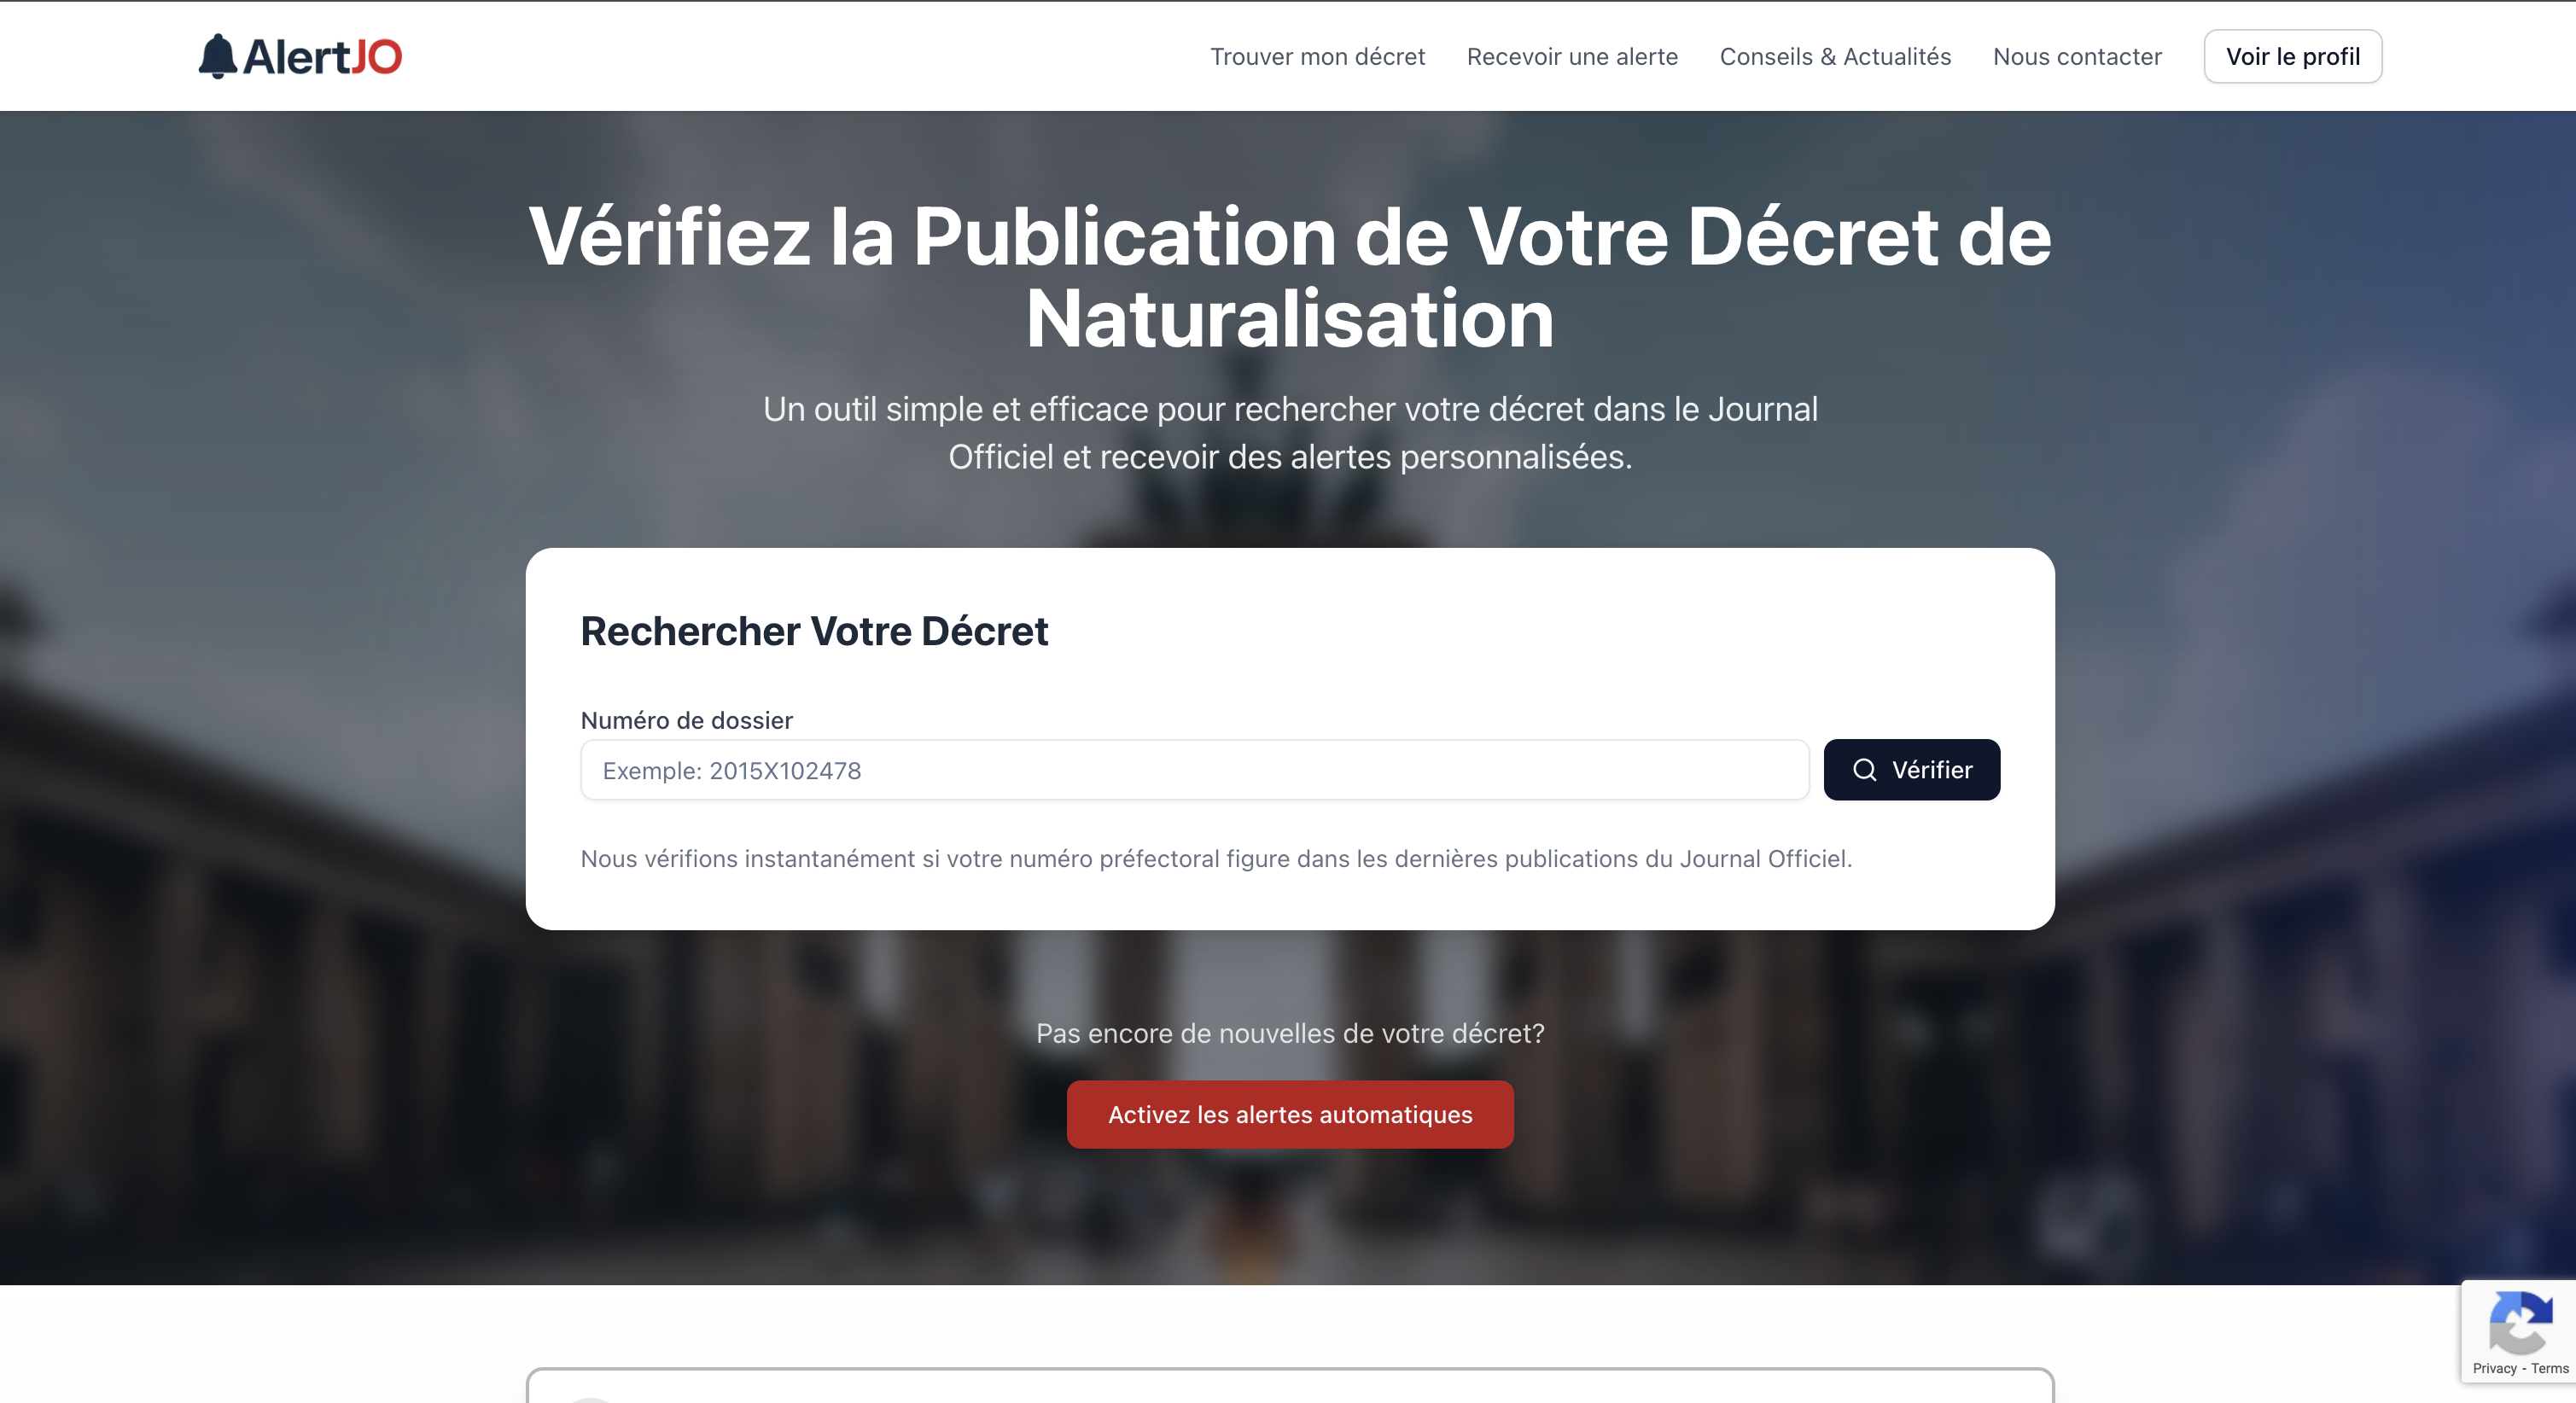 AlertJO
Trouver mon décret
Recevoir une alerte
Conseils & Actualités
Nous contacter
Voir le profil
Vérifiez la Publication de Votre Décret de
Naturalisation
Un outil simple et efficace pour rechercher votre décret dans le Journal
Officiel et recevoir des alertes personnalisées.
Rechercher Votre Décret
Numéro de dossier
Exemple: 2015X102478
Vérifier
Nous vérifions instantanément si votre numéro préfectoral figure dans les dernières publications du Journal Officiel.
Pas encore de nouvelles de votre décret?
Activez les alertes automatiques
Privacy - Terms